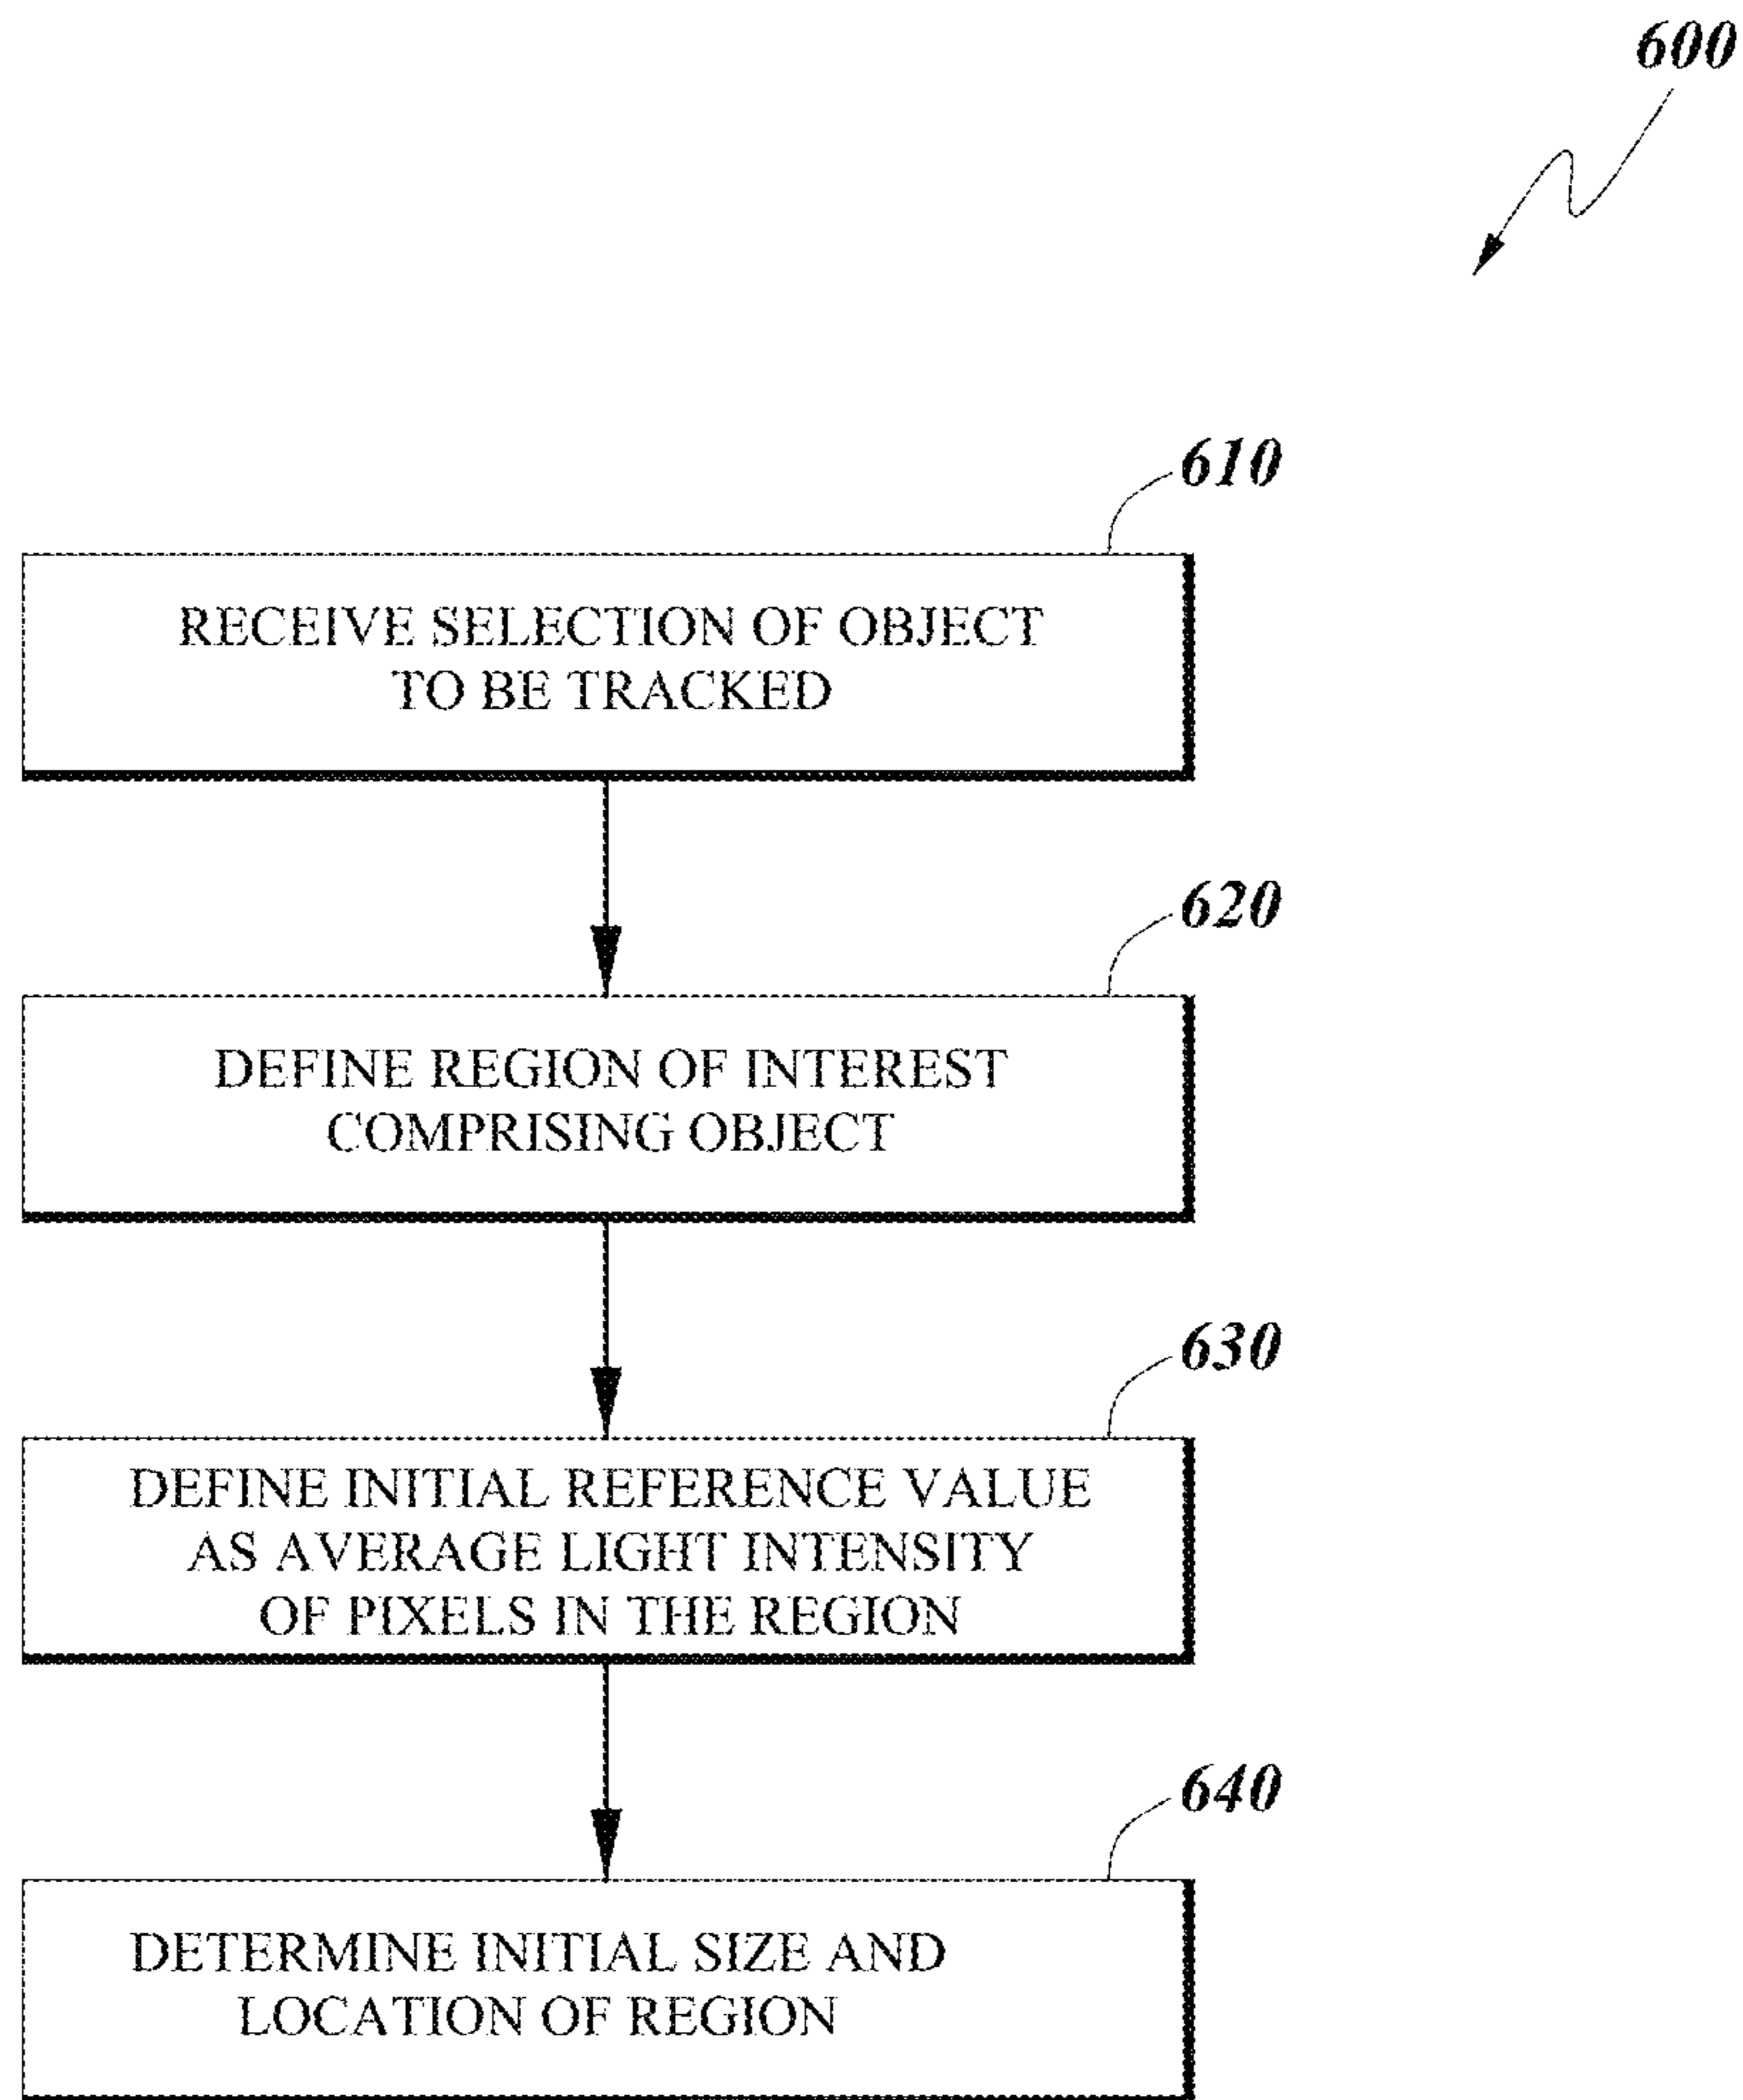 600
610
RECEIVE SELECTION OF OBJECT
TO BE TRACKED
620
DEFINE REGION OF INTEREST
COMPRISING OBJECT
630
DEFINE INITIAL REFERENCE VALUE
AS AVERAGE LIGHT INTENSITY
OF PIXELS IN THE REGION
640
DETERMINE INITIAL SIZE AND
LOCATION OF REGION